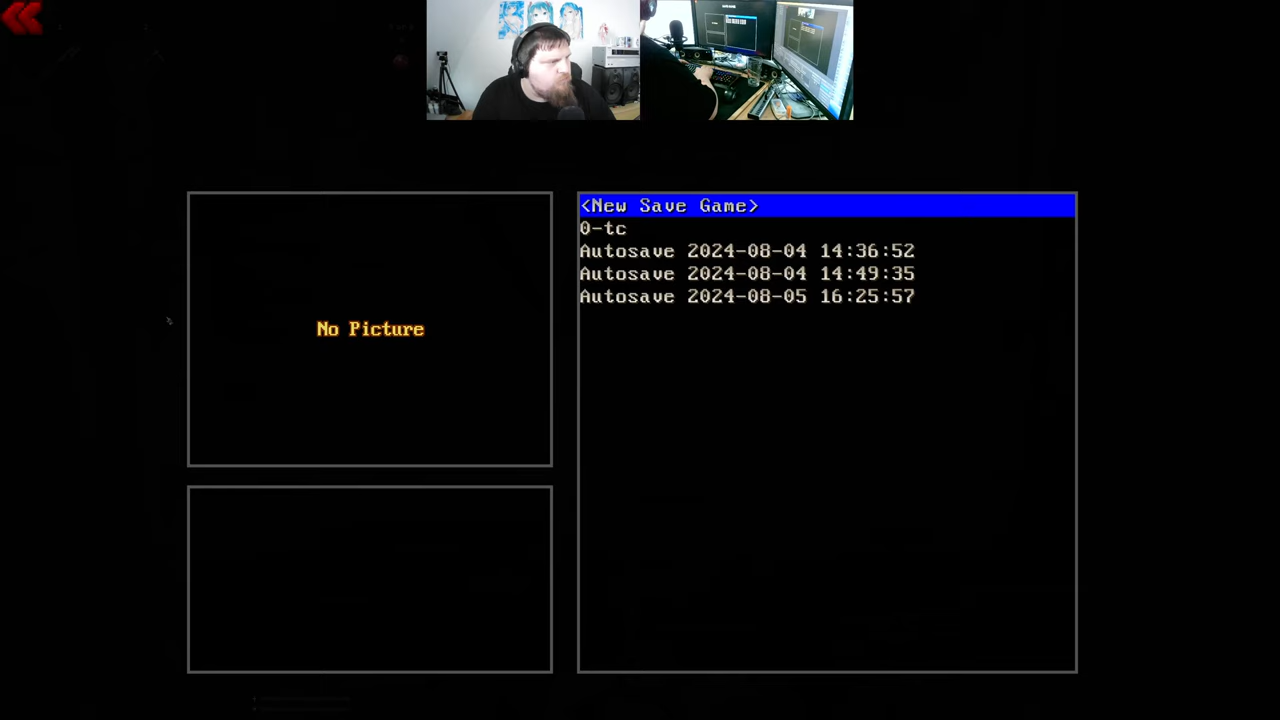 <New Save Game>
0-tc
Autosave 2024-08-04 14:36:52
Autosave 2024-08-04 14:49:35
Autosave 2024-08-05 16:25:57
No Picture